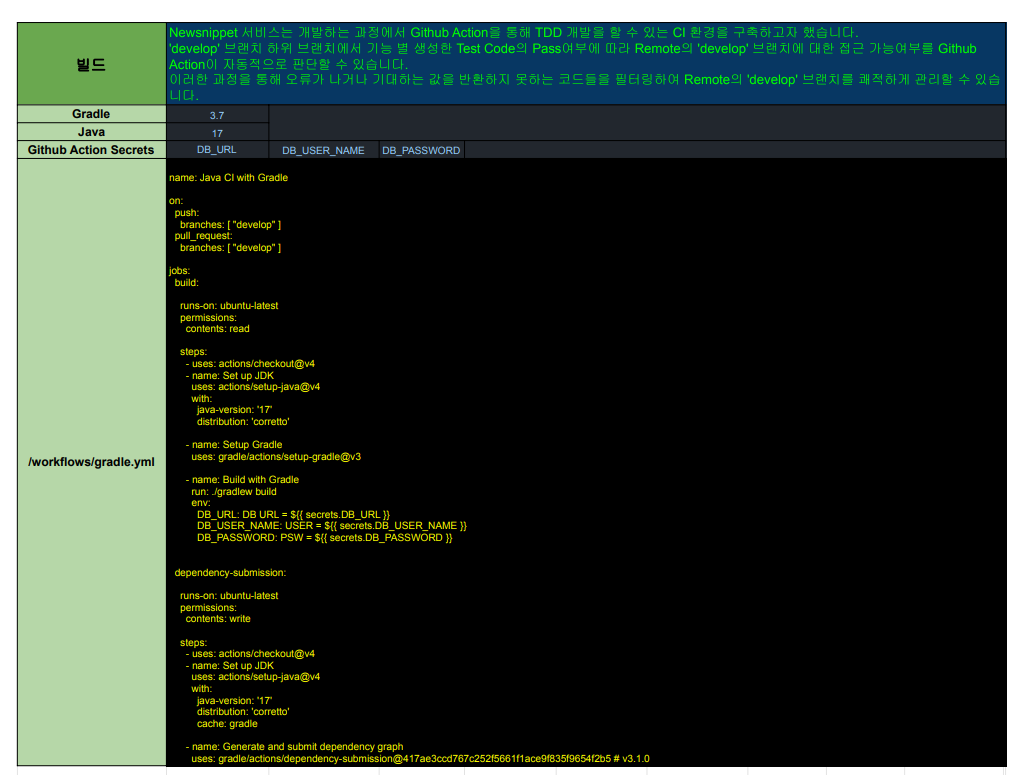 빌드
Newsnippet 서비스는 개발하는 과정에서 Github Action을 통해 TDD 개발을 할 수 있는 CI 환경을 구축하고자 했습니다.
'develop' 브랜치 하위 브랜치에서 기능 별 생성한 Test Code의 Pass여부에 따라 Remote의 'develop' 브랜치에 대한 접근 가능여부를 Github
Action이 자동적으로 판단할 수 있습니다.
이러한 과정을 통해 오류가 나거나 기대하는 값을 반환하지 못하는 코드들을 필터링하여 Remote의 'develop' 브랜치를 쾌적하게 관리할 수 있습
니다.
Gradle 3.7
Java 17
Github Action Secrets DB_URL DB_USER_NAME DB_PASSWORD
/workflows/gradle.yml
name: Java CI with Gradle
on:
push:
branches: [ "develop" ]
pull_request:
branches: [ "develop" ]
jobs:
build:
runs-on: ubuntu-latest
permissions:
contents: read
steps:
- uses: actions/checkout@v4
- name: Set up JDK
uses: actions/setup-java@v4
with:
java-version: '17'
distribution: 'corretto'
- name: Setup Gradle
uses: gradle/actions/setup-gradle@v3
- name: Build with Gradle
run: ./gradlew build
env:
DB_URL: DB URL = ${{ secrets.DB_URL }}
DB_USER_NAME: USER = ${{ secrets.DB_USER_NAME }}
DB_PASSWORD: PSW = ${{ secrets.DB_PASSWORD }}
dependency-submission:
runs-on: ubuntu-latest
permissions:
contents: write
steps:
- uses: actions/checkout@v4
- name: Set up JDK
uses: actions/setup-java@v4
with:
java-version: '17'
distribution: 'corretto'
cache: gradle
- name: Generate and submit dependency graph
uses: gradle/actions/dependency-submission@417ae3ccd767c252f5661f1ace9f835f9654f2b5 # v3.1.0